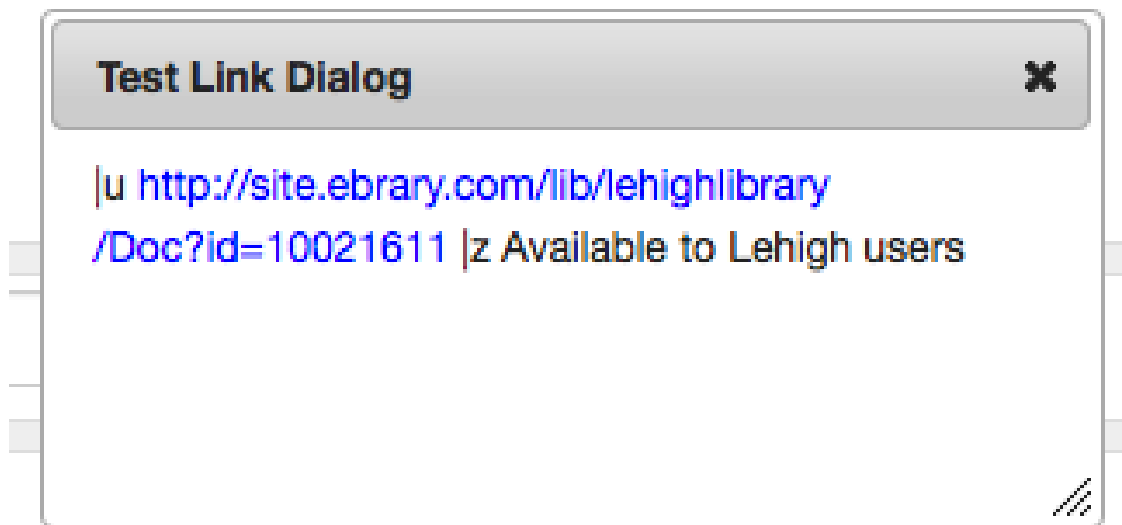 Test Link Dialog
|u http://site.ebrary.com/lib/lehighlibrary
/Doc?id=10021611 |z Available to Lehigh users